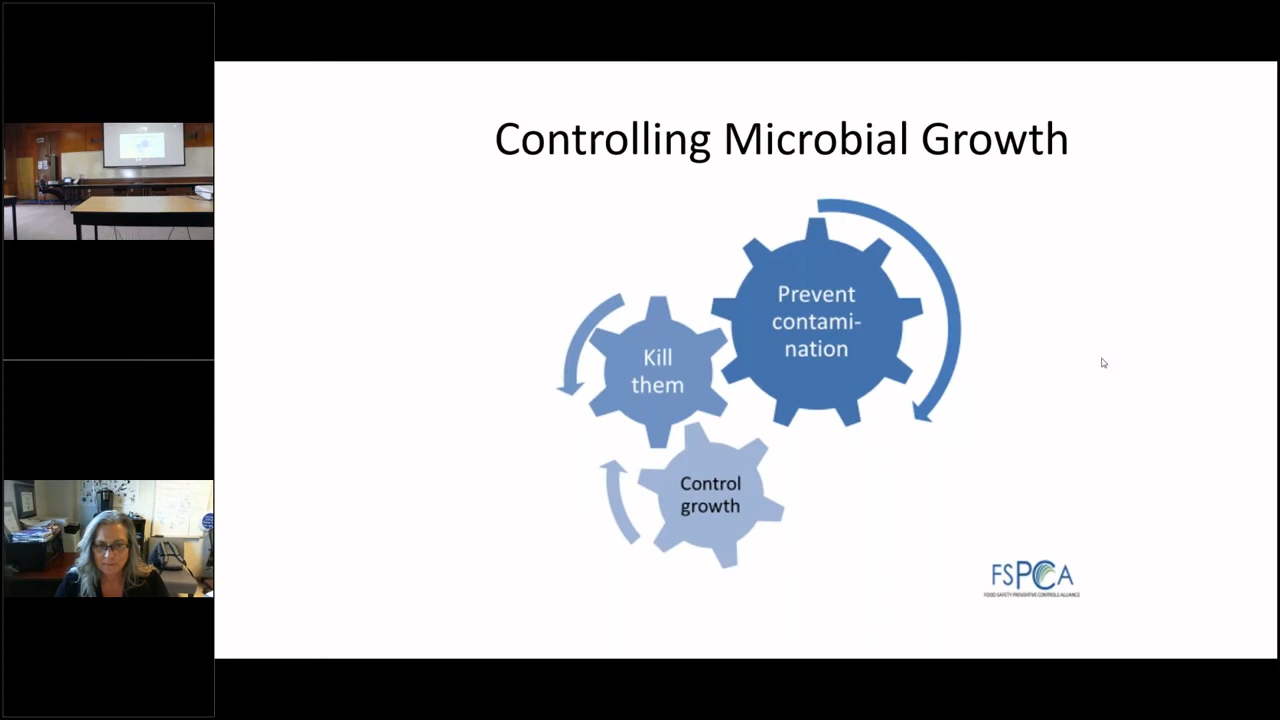 Controlling Microbial Growth
Prevent
contami-
nation
Kill
them
Control
growth
FSPCA
FOOD SAFETY PREVENTIVE CONTROLS ALLIANCE